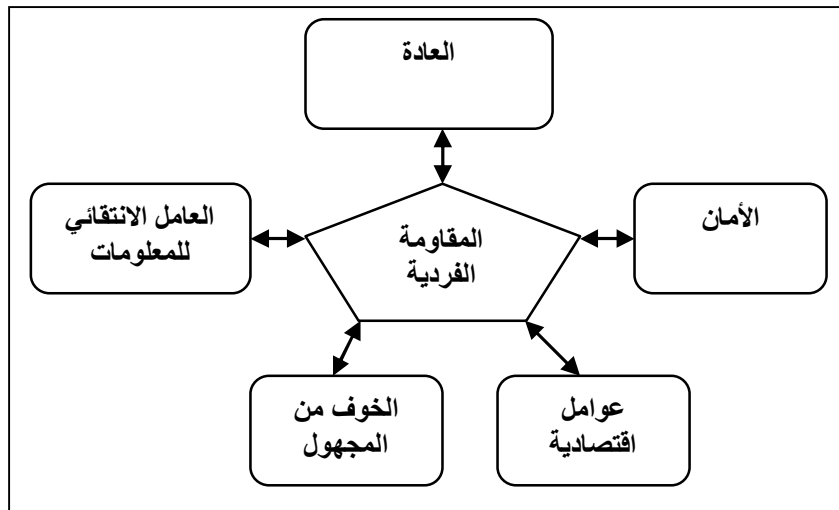 العادة
الأمان
العامل الانتقائي
للمعلومات
المقاومة
الفردية
عوامل
اقتصادية
الخوف من
المجهول